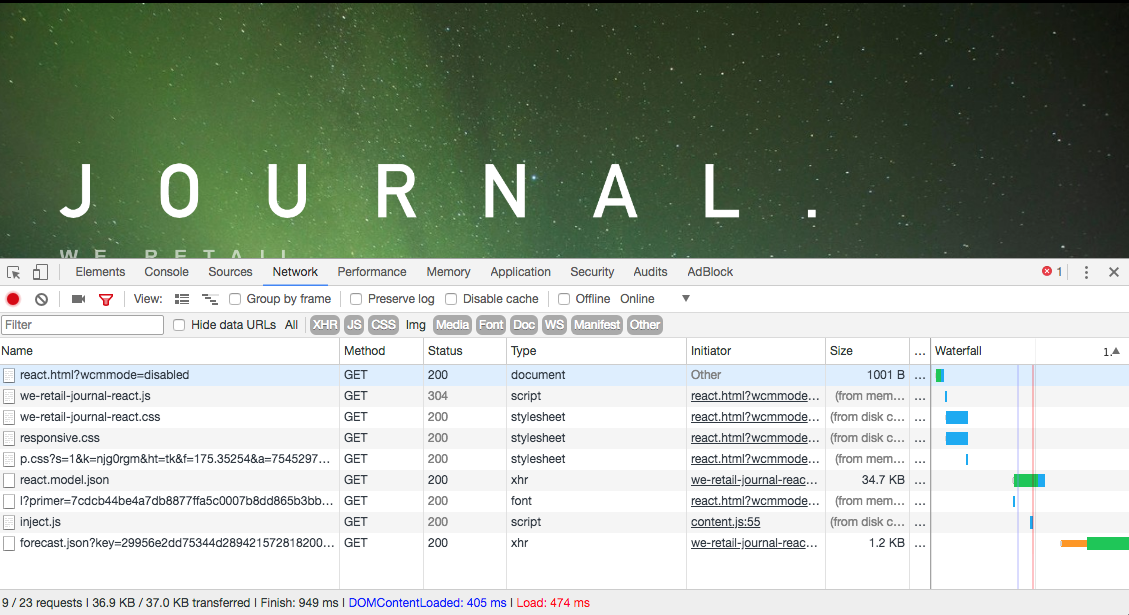 JOURNAL.
WE RETAIL
Elements Console Sources Network Performance Memory Application Security Audits AdBlock 1
View: Group by frame Preserve log Disable cache Offline Online
Filter Hide data URLs All XHR JS CSS Img Media Font Doc WS Manifest Other
Name Method Status Type Initiator Size ... Waterfall 1.
react.html?wcmmode=disabled GET 200 document Other 1001 B ...
we-retail-journal-react.js GET 304 script react.html?wcmmode... (from mem... ...
we-retail-journal-react.css GET 200 stylesheet react.html?wcmmode... (from disk c... ...
responsive.css GET 200 stylesheet react.html?wcmmode... (from disk c... ...
p.css?s=1&k=njg0rgm&ht=tk&f=175.35254&a=7545297... GET 200 stylesheet react.html?wcmmode... (from mem... ...
react.model.json GET 200 xhr we-retail-journal-reac... 34.7 KB ...
l?primer=7cdcb44be4a7db8877ffa5c0007b8dd865b3bb... GET 200 font react.html?wcmmode... (from mem... ...
inject.js GET 200 script content.js:55 (from disk c... ...
forecast.json?key=29956e2dd75344d289421572818200... GET 200 xhr we-retail-journal-reac... 1.2 KB ...
9 / 23 requests | 36.9 KB / 37.0 KB transferred | Finish: 949 ms | DOMContentLoaded: 405 ms | Load: 474 ms